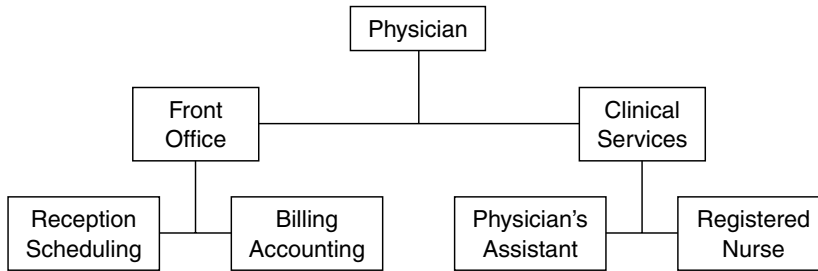 Physician
Front
Office
Clinical
Services
Reception
Scheduling
Billing
Accounting
Physician’s
Assistant
Registered
Nurse